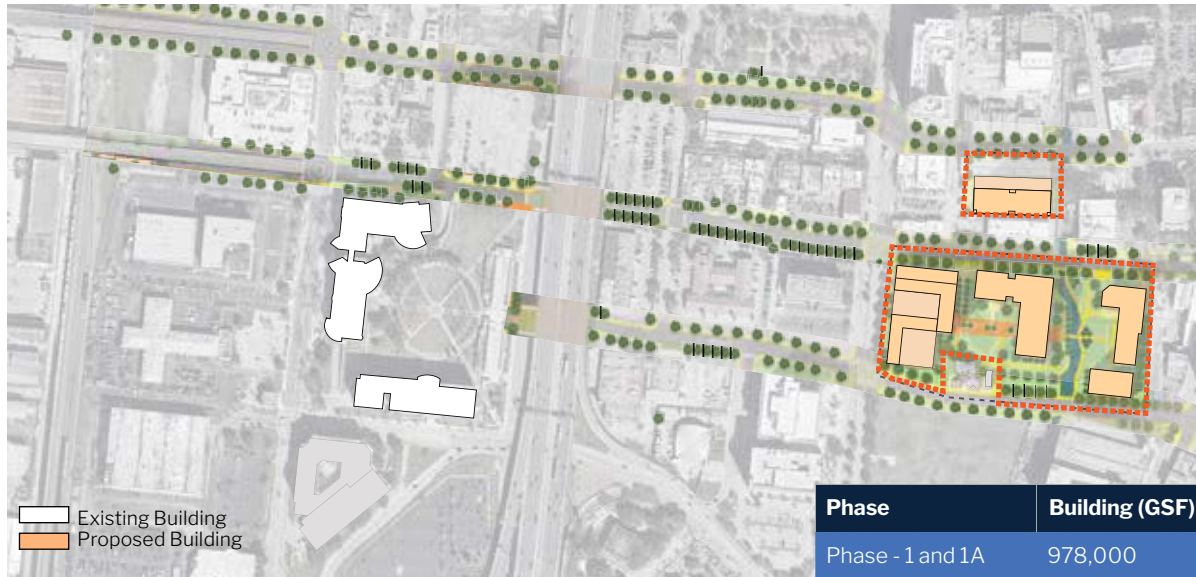 Existing Building
Proposed Building
Phase Building (GSF)
Phase - 1 and 1A 978,000